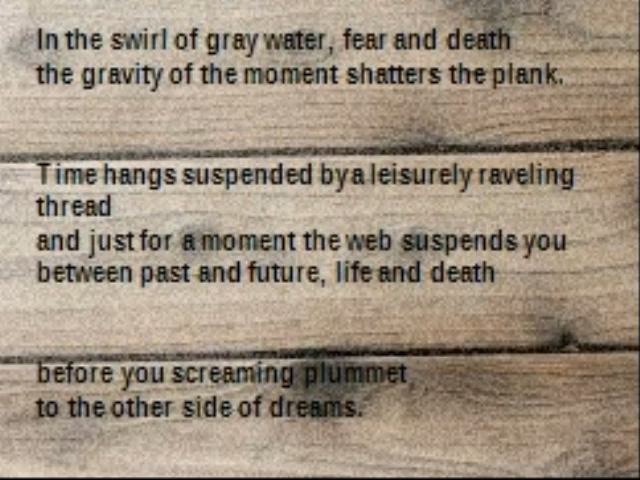 In the swirl of gray water, fear and death
the gravity of the moment shatters the plank.
Time hangs suspended by a leisurely raveling
thread
and just for a moment the web suspends you
between past and future, life and death
before you screaming plummet
to the other side of dreams.